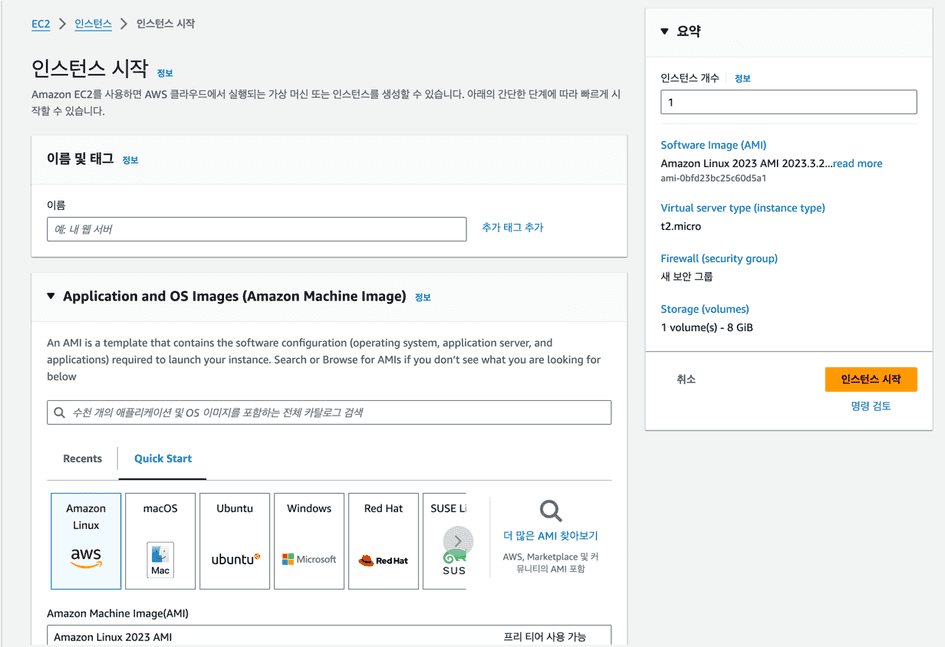 EC2 > 인스턴스 > 인스턴스 시작
인스턴스 시작 정보
Amazon EC2를 사용하면 AWS 클라우드에서 실행되는 가상 머신 또는 인스턴스를 생성할 수 있습니다. 아래의 간단한 단계에 따라 빠르게 시
작할 수 있습니다.
이름 및 태그 정보
이름
예: 내 웹 서버
추가 태그 추가
Application and OS Images (Amazon Machine Image) 정보
An AMI is a template that contains the software configuration (operating system, application server, and
applications) required to launch your instance. Search or Browse for AMIs if you don't see what you are looking for
below
수천 개의 애플리케이션 및 OS 이미지를 포함하는 전체 카탈로그 검색
Recents
Quick Start
Amazon
Linux
aws
macOS
Mac
Ubuntu
ubuntu
Windows
Microsoft
Red Hat
Red Hat
SUSE Li
SUS
더 많은 AMI 찾아보기
AWS, Marketplace 및 커
뮤니티의 AMI 포함
Amazon Machine Image(AMI)
Amazon Linux 2023 AMI
프리 티어 사용 가능
요약
인스턴스 개수 정보
1
Software Image (AMI)
Amazon Linux 2023 AMI 2023.3.2...read more
ami-0bfd23bc25c60d5a1
Virtual server type (instance type)
t2.micro
Firewall (security group)
새 보안 그룹
Storage (volumes)
1 volume(s) - 8 GiB
취소
인스턴스 시작
명령 검토